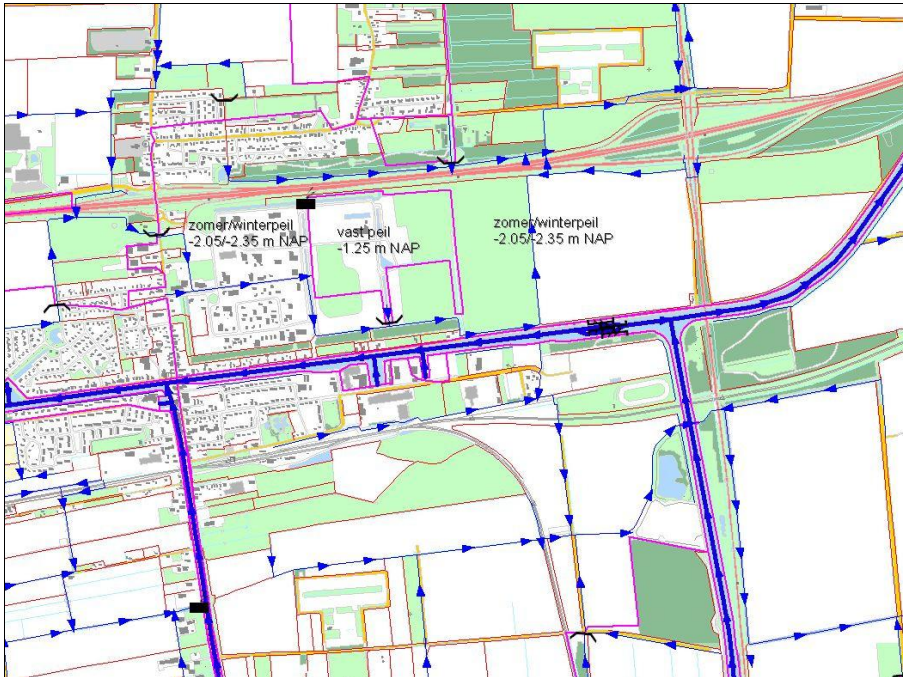 zomer/winterpeil
-2.05/-2.35 m NAP
vast peil
-1.25 m NAP
zomer/winterpeil
-2.05/-2.35 m NAP